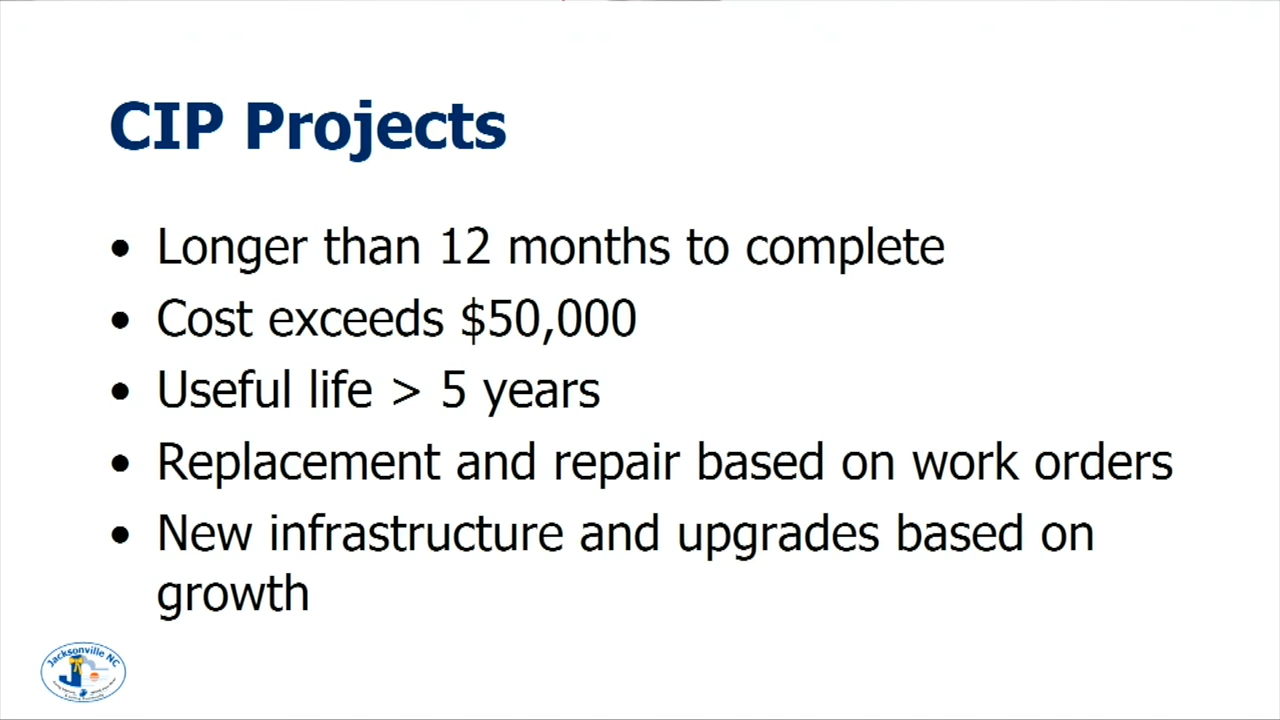 CIP Projects
• Longer than 12 months to complete
• Cost exceeds $50,000
• Useful life > 5 years
• Replacement and repair based on work orders
• New infrastructure and upgrades based on
growth
Jacksonville NC